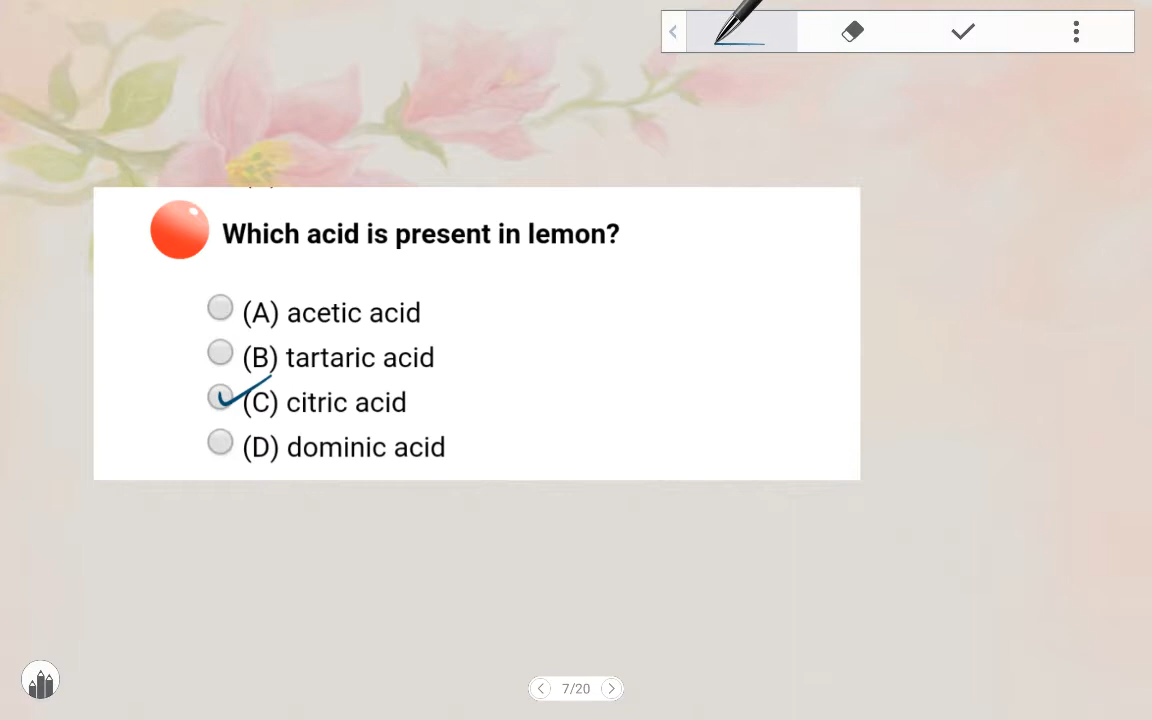 Which acid is present in lemon?
(A) acetic acid
(B) tartaric acid
(C) citric acid
(D) dominic acid
7/20